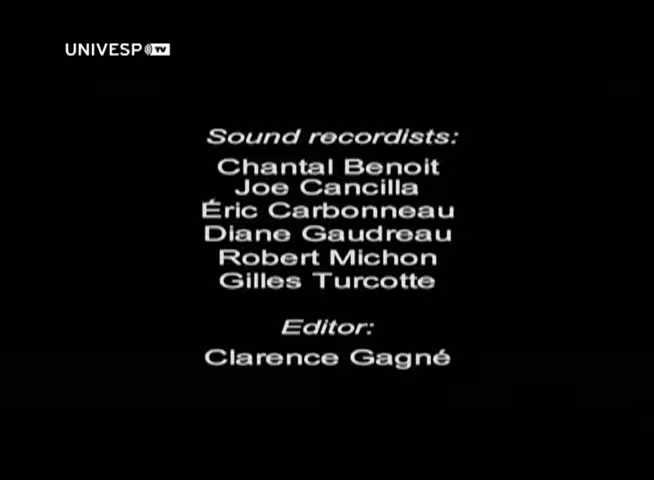 UNIVESP TV
Sound recordists:
Chantal Benoit
Joe Cancilla
Éric Carbonneau
Diane Gaudreau
Robert Michon
Gilles Turcotte
Editor:
Clarence Gagné